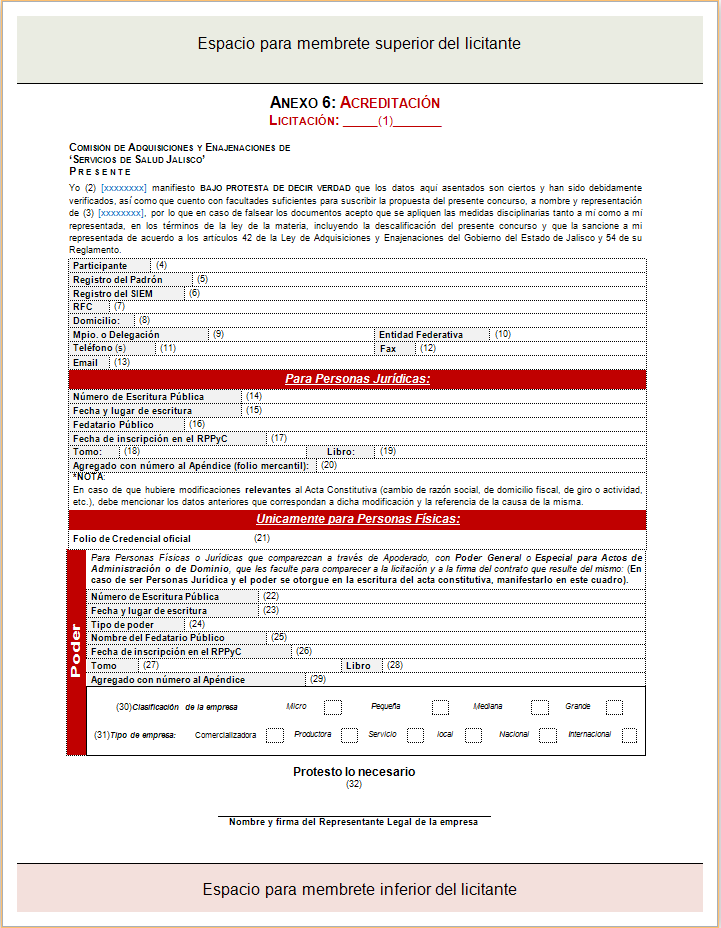 Espacio para membrete superior del licitante
ANEXO 6: ACREDITACIÓN
LICITACIÓN: _____(1)_______
COMISIÓN DE ADQUISICIONES Y ENAJENACIONES DE
‘SERVICIOS DE SALUD JALISCO’
P R E S E N T E
Yo (2) [xxxxxxxx] manifiesto BAJO PROTESTA DE DECIR VERDAD que los datos aquí asentados son ciertos y han sido debidamente
verificados, así como que cuento con facultades suficientes para suscribir la propuesta del presente concurso, a nombre y representación
de (3) [xxxxxxxx], por lo que en caso de falsear los documentos acepto que se apliquen las medidas disciplinarias tanto a mí como a mí
representada, en los términos de la ley de la materia, incluyendo la descalificación del presente concurso y que la sancione a mi
representada de acuerdo a los artículos 42 de la Ley de Adquisiciones y Enajenaciones del Gobierno del Estado de Jalisco y 54 de su
Reglamento.
Participante (4)
Registro del Padrón (5)
Registro del SIEM (6)
RFC (7)
Domicilio: (8)
Mpio. o Delegación (9) Entidad Federativa (10)
Teléfono (s) (11) Fax (12)
Email (13)
Para Personas Jurídicas:
Número de Escritura Pública (14)
Fecha y lugar de escritura (15)
Fedatario Público (16)
Fecha de inscripción en el RPPyC (17)
Tomo: (18) Libro: (19)
Agregado con número al Apéndice (folio mercantil): (20)
*NOTA:
En caso de que hubiere modificaciones relevantes al Acta Constitutiva (cambio de razón social, de domicilio fiscal, de giro o actividad,
etc.), debe mencionar los datos anteriores que correspondan a dicha modificación y la referencia de la causa de la misma.
Unicamente para Personas Físicas:
Folio de Credencial oficial (21)
Poder
Para Personas Físicas o Jurídicas que comparezcan a través de Apoderado, con Poder General o Especial para Actos de
Administración o de Dominio, que les faculte para comparecer a la licitación y a la firma del contrato que resulte del mismo: (En
caso de ser Personas Jurídica y el poder se otorgue en la escritura del acta constitutiva, manifestarlo en este cuadro).
Número de Escritura Pública (22)
Fecha y lugar de escritura (23)
Tipo de poder (24)
Nombre del Fedatario Público (25)
Fecha de inscripción en el RPPyC (26)
Tomo (27) Libro (28)
Agregado con número al Apéndice (29)
(30)Clasificación de la empresa Micro Pequeña Mediana Grande
(31)Tipo de empresa: Comercializadora Productora Servicio local Nacional Internacional
Protesto lo necesario
(32)
Nombre y firma del Representante Legal de la empresa
Espacio para membrete inferior del licitante